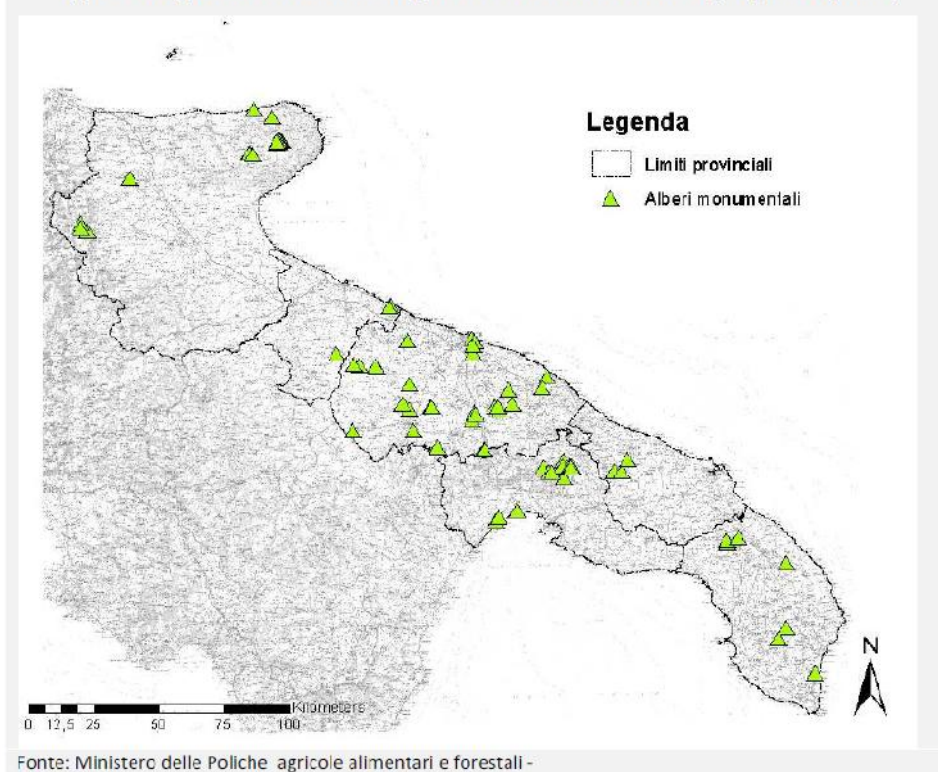 Legenda
Limiti provinciali
Alberi monumentali
N
Kilometers
0 12,5 25 50 75 100
Fonte: Ministero delle Poliche agricole alimentari e forestali -